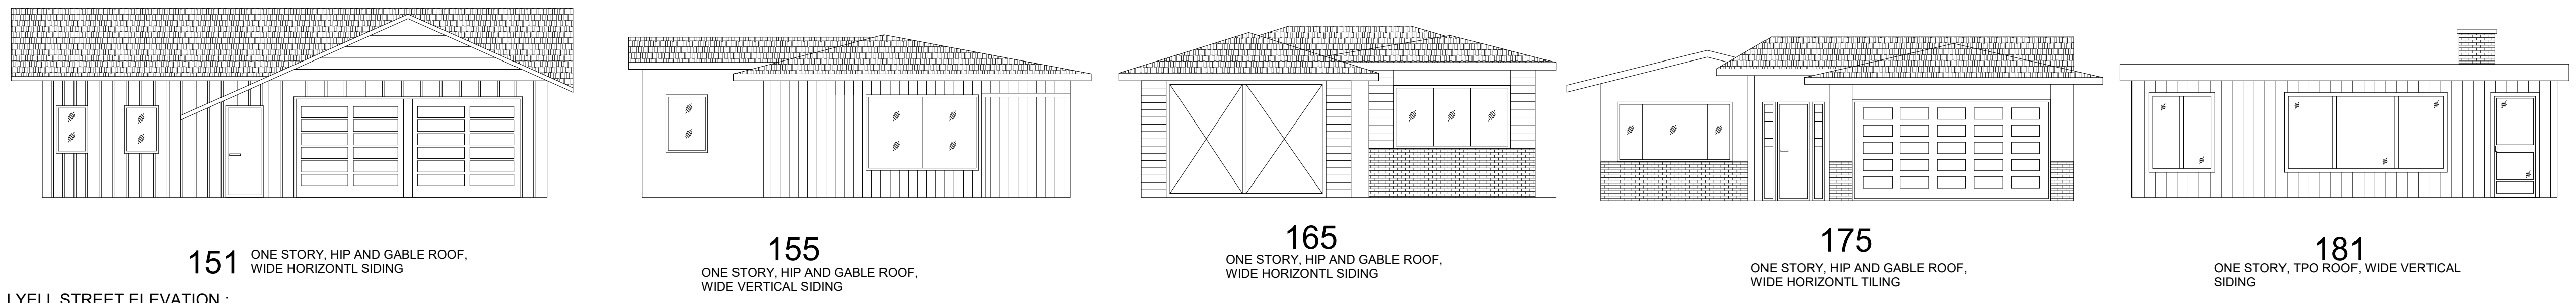 151
ONE STORY, HIP AND GABLE ROOF,
WIDE HORIZONTL SIDING
155
ONE STORY, HIP AND GABLE ROOF,
WIDE VERTICAL SIDING
165
ONE STORY, HIP AND GABLE ROOF,
WIDE HORIZONTL SIDING
175
ONE STORY, HIP AND GABLE ROOF,
WIDE HORIZONTL TILING
181
ONE STORY, TPO ROOF, WIDE VERTICAL
SIDING
LYELL STREET ELEVATION :